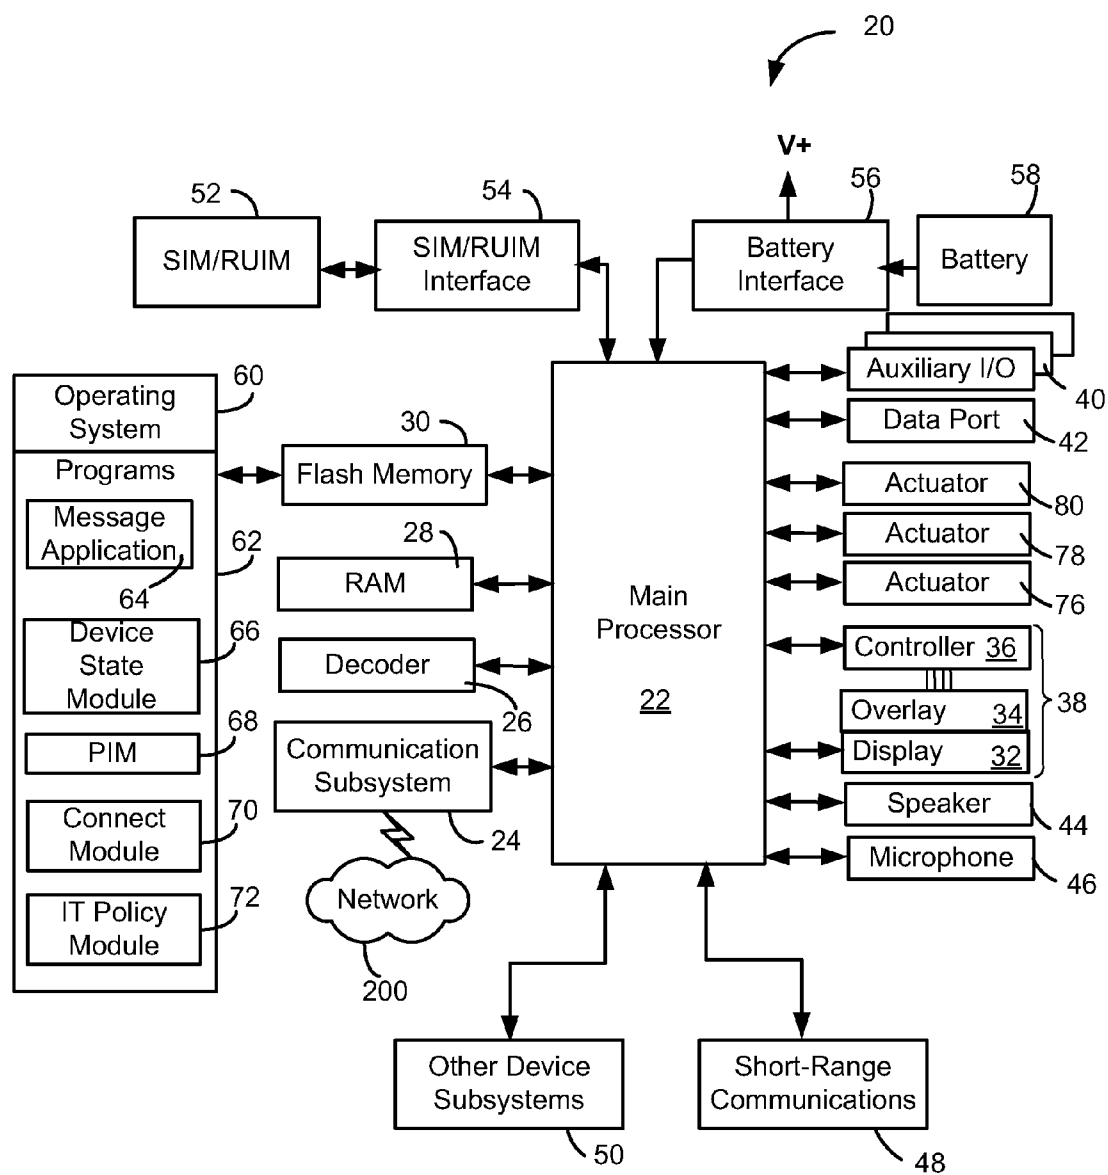 20
V+
52
54
56
58
SIM/RUIM
SIM/RUIM
Interface
Battery
Interface
Battery
Auxiliary I/O
40
60
Operating
System
Data Port
42
30
Programs
Flash Memory
Actuator
80
Message
Application
64
62
28
RAM
Actuator
78
Actuator
76
Main
Processor
22
Device
State
Module
66
Decoder
26
Controller 36
38
Overlay 34
Display 32
PIM
68
Communication
Subsystem
24
Speaker
44
Connect
Module
70
Microphone
46
IT Policy
Module
72
Network
200
Other Device
Subsystems
50
Short-Range
Communications
48